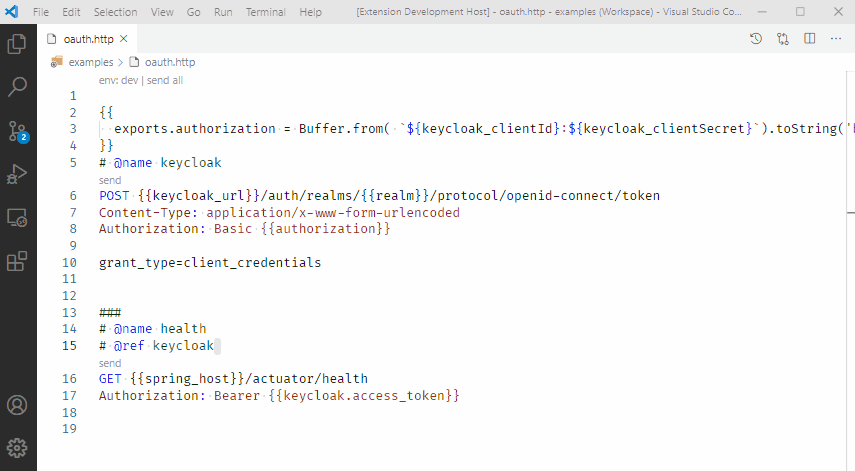 File Edit Selection View Go Run Terminal Help [Extension Development Host] - oauth.http - examples (Workspace) - Visual Studio Co...
oauth.http
examples > oauth.http
env: dev | send all
1
2 {{
3 exports.authorization = Buffer.from( `${keycloak_clientId}:${keycloak_clientSecret}`).toString('
4 }}
5 # @name keycloak
send
6 POST {{keycloak_url}}/auth/realms/{{realm}}/protocol/openid-connect/token
7 Content-Type: application/x-www-form-urlencoded
8 Authorization: Basic {{authorization}}
9
10 grant_type=client_credentials
11
12
13 ###
14 # @name health
15 # @ref keycloak
send
16 GET {{spring_host}}/actuator/health
17 Authorization: Bearer {{keycloak.access_token}}
18
19
2